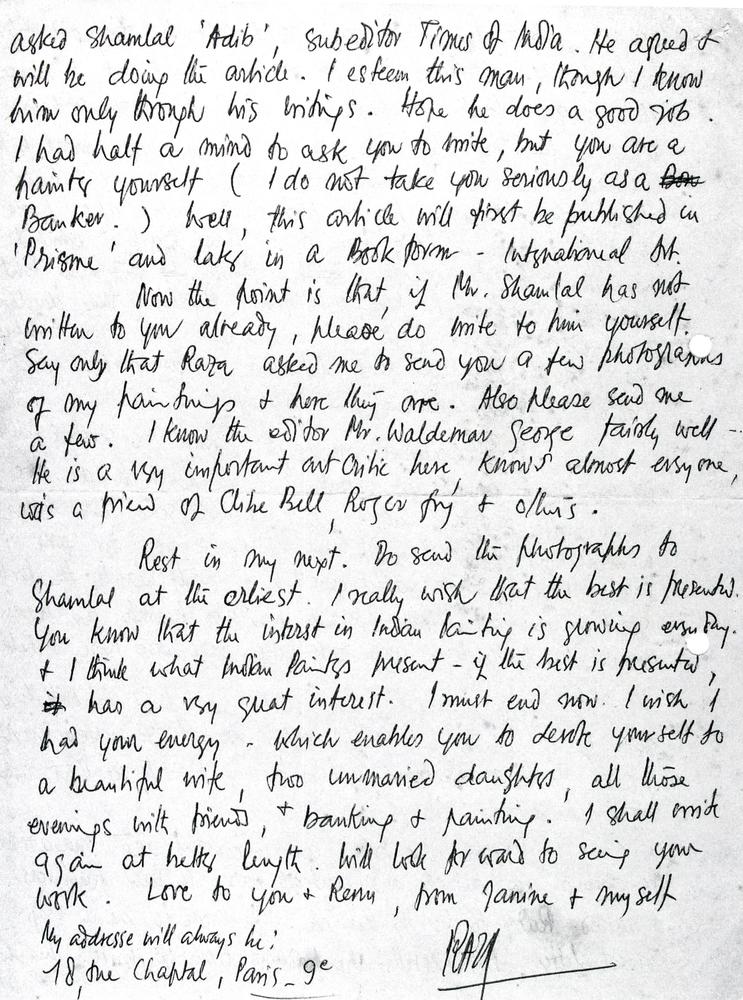 asked Shamlal 'Adib', subeditor Times of India. He agreed &
will be doing the article. I esteem this man, though I know
him only through his writings. Hope he does a good job.
I had half a mind to ask you to write, but you are a
painter yourself ( I do not take you seriously as a
Banker. ) Well, this article will first be published in
'Prisme' and later in a Book form - International Art.
Now the point is that, if Mr. Shamlal has not
written to you already, please do write to him yourself.
Say only that Raza asked me to send you a few photographs
of my paintings & here they are. Also please send me
a few. I know the editor Mr. Waldemar George fairly well -
He is a very important art Critic here, knows almost everyone,
was a friend of Clive Bell, Roger Fry & others.
Rest in my next. Do send the photographs to
Shamlal at the erliest. I really wish that the best is presented.
You know that the interest in Indian Painting is growing everyday.
& I think what Indian Painters present - if the best is presented,
has a very great interest. I must end now. I wish I
had your energy - which enables you to devote yourself to
a beautiful wife, two unmarried daughters, all those
evenings with friends, & banking & painting. I shall write
again at better length. Will look forward to seeing your
work. Love to you & Renu, from Janine & myself
My addresse will always be:
18, rue Chaptal, Paris_ 9e
RAZA